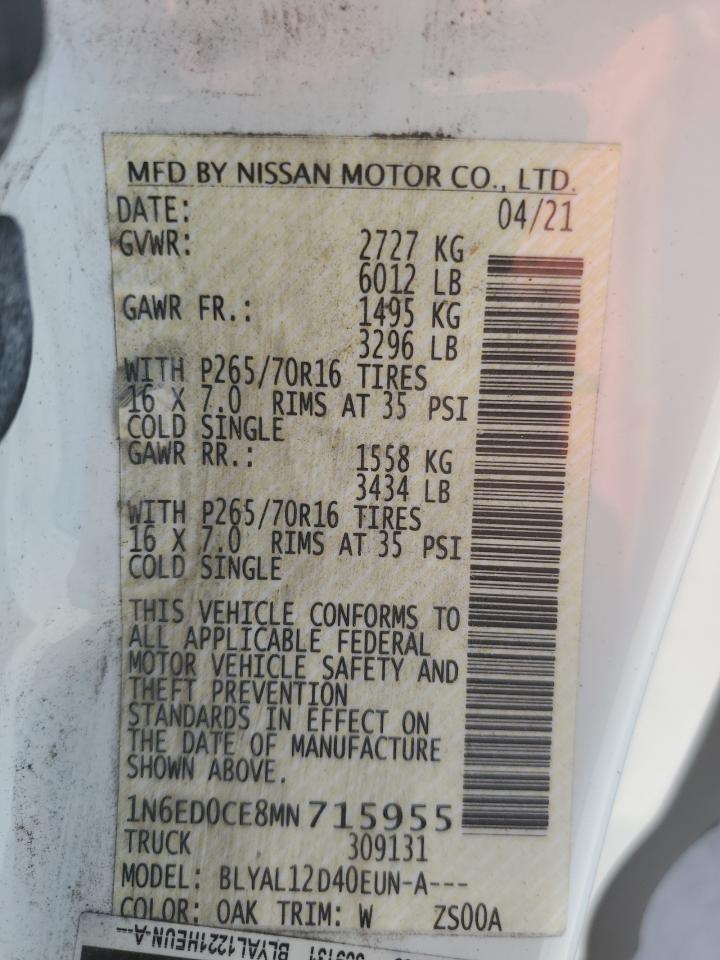 MFD BY NISSAN MOTOR CO., LTD.
DATE: 04/21
GVWR: 2727 KG
6012 LB
GAWR FR.: 1495 KG
3296 LB
WITH P265/70R16 TIRES
16 X 7.0 RIMS AT 35 PSI
COLD SINGLE
GAWR RR.: 1558 KG
3434 LB
WITH P265/70R16 TIRES
16 X 7.0 RIMS AT 35 PSI
COLD SINGLE
THIS VEHICLE CONFORMS TO
ALL APPLICABLE FEDERAL
MOTOR VEHICLE SAFETY AND
THEFT PREVENTION
STANDARDS IN EFFECT ON
THE DATE OF MANUFACTURE
SHOWN ABOVE.
1N6ED0CE8MN715955
TRUCK 309131
MODEL: BLYAL12D40EUN-A---
COLOR: QAK TRIM: W ZS00A
BLYAL1221HEUN-A---